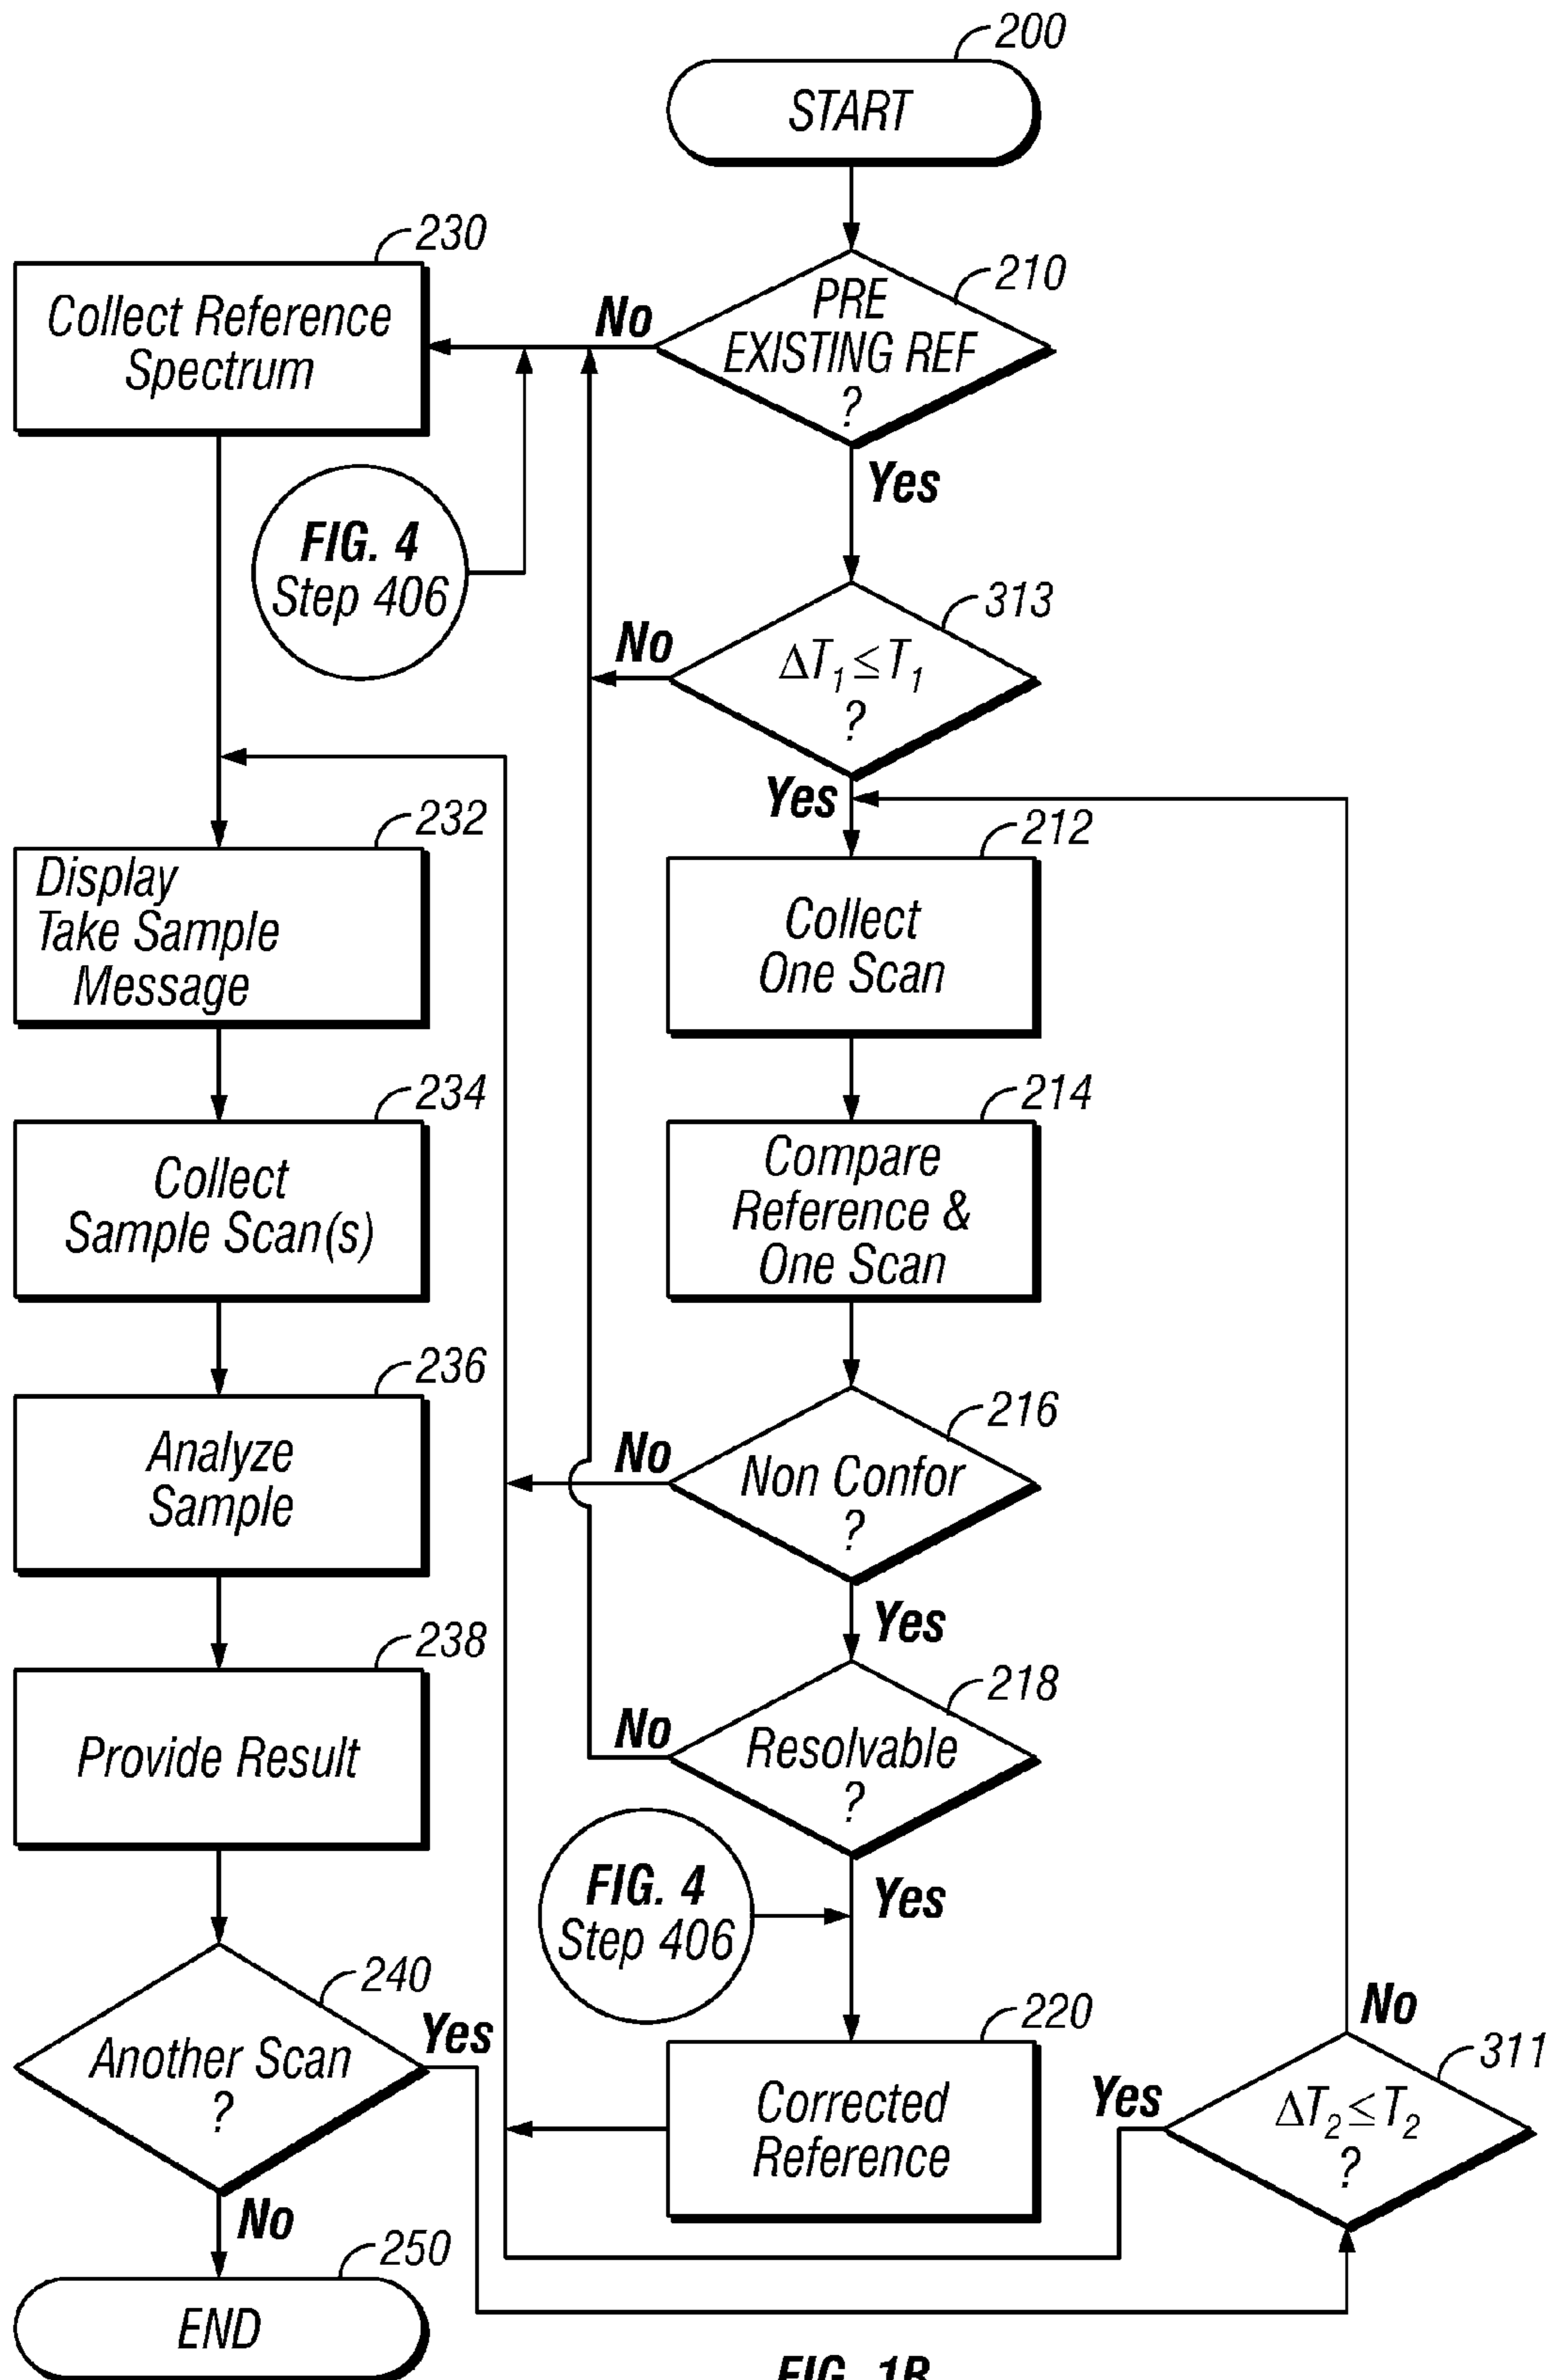 200
START
230
Collect Reference
Spectrum
No
210
PRE
EXISTING REF
?
Yes
FIG. 4
Step 406
313
No
ΔT1 ≤ T1
?
Yes
232
Display
Take Sample
Message
212
Collect
One Scan
234
Collect
Sample Scan(s)
214
Compare
Reference &
One Scan
236
Analyze
Sample
216
No
Non Confor
?
Yes
238
Provide Result
218
No
Resolvable
?
Yes
FIG. 4
Step 406
240
Another Scan
?
Yes
No
220
Corrected
Reference
No
311
Yes
ΔT2 ≤ T2
?
250
END
FIG. 1B